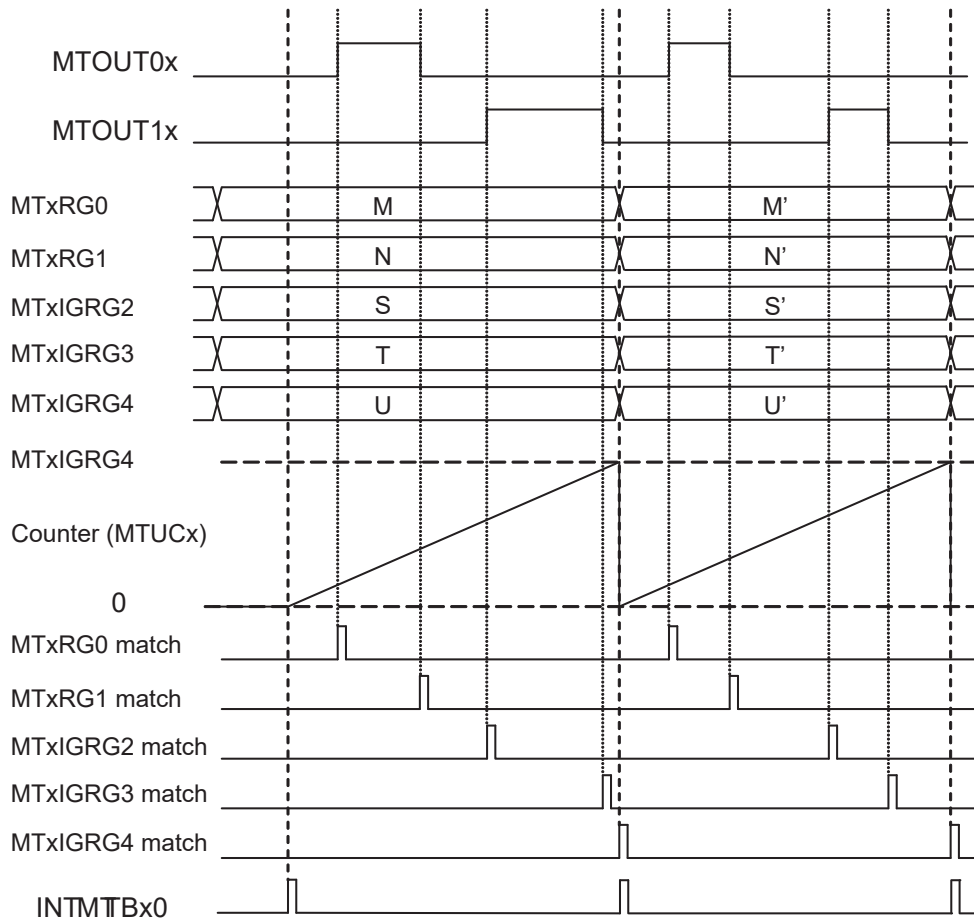 MTOUT0x
MTOUT1x
MTxRG0 M M’
MTxRG1 N N’
MTxIGRG2 S S’
MTxIGRG3 T T’
MTxIGRG4 U U’
MTxIGRG4
Counter (MTUCx)
0
MTxRG0 match
MTxRG1 match
MTxIGRG2 match
MTxIGRG3 match
MTxIGRG4 match
INTMTTBx0